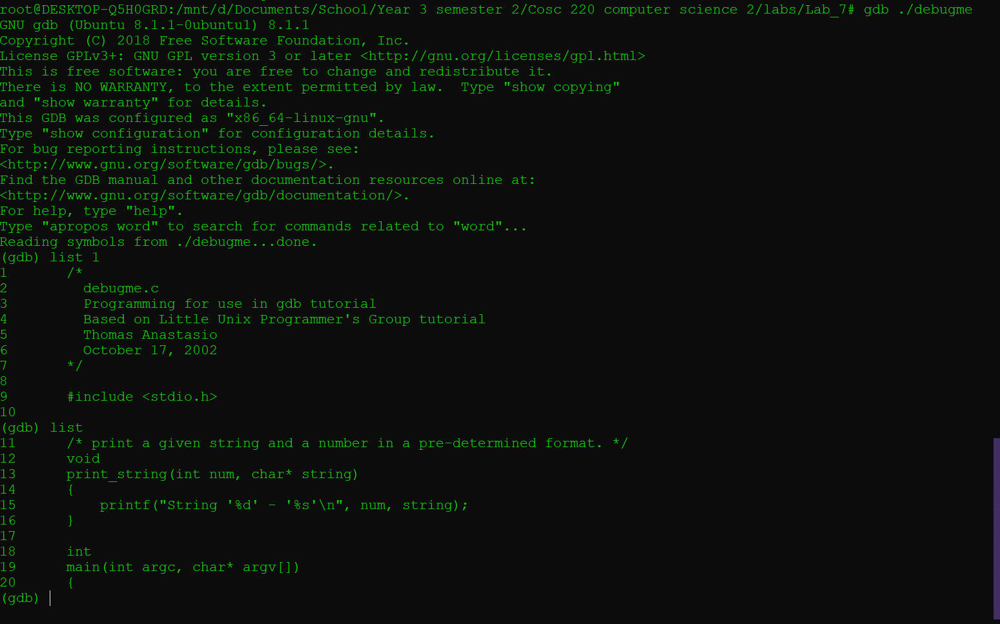 root@DESKTOP-Q5H0GRD:/mnt/d/Documents/School/Year 3 semester 2/Cosc 220 computer science 2/labs/Lab_7# gdb ./debugme
GNU gdb (Ubuntu 8.1.1-0ubuntu1) 8.1.1
Copyright (C) 2018 Free Software Foundation, Inc.
License GPLv3+: GNU GPL version 3 or later <http://gnu.org/licenses/gpl.html>
This is free software: you are free to change and redistribute it.
There is NO WARRANTY, to the extent permitted by law.  Type "show copying"
and "show warranty" for details.
This GDB was configured as "x86_64-linux-gnu".
Type "show configuration" for configuration details.
For bug reporting instructions, please see:
<http://www.gnu.org/software/gdb/bugs/>.
Find the GDB manual and other documentation resources online at:
<http://www.gnu.org/software/gdb/documentation/>.
For help, type "help".
Type "apropos word" to search for commands related to "word"...
Reading symbols from ./debugme...done.
(gdb) list 1
1       /*
2         debugme.c
3         Programming for use in gdb tutorial
4         Based on Little Unix Programmer's Group tutorial
5         Thomas Anastasio
6         October 17, 2002
7       */
8
9       #include <stdio.h>
10
(gdb) list
11      /* print a given string and a number in a pre-determined format. */
12      void
13      print_string(int num, char* string)
14      {
15          printf("String '%d' - '%s'\n", num, string);
16      }
17
18      int
19      main(int argc, char* argv[])
20      {
(gdb)